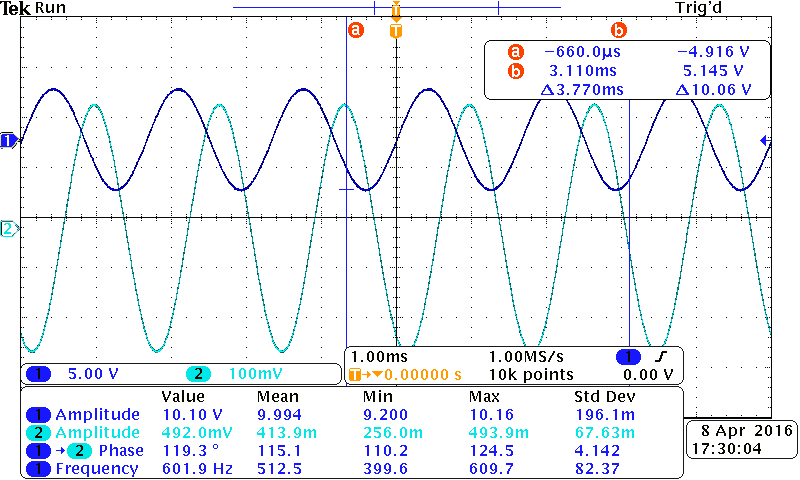 Tek Run Trig'd
T
a b
T
a −660.0µs −4.916 V
b 3.110ms 5.145 V
Δ3.770ms Δ10.06 V
1
2
1.00ms 1.00MS/s 1
T→▼0.00000 s 10k points 0.00 V
1 5.00 V 2 100mV
Value Mean Min Max Std Dev
1 Amplitude 10.10 V 9.994 9.200 10.16 196.1m
2 Amplitude 492.0mV 413.9m 256.0m 493.9m 67.63m
1→2 Phase 119.3 ° 115.1 110.2 124.5 4.142
1 Frequency 601.9 Hz 512.5 399.6 609.7 82.37
8 Apr 2016
17:30:04